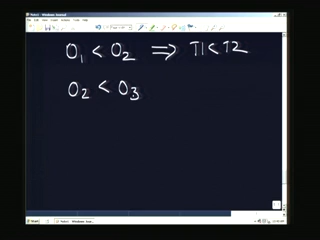 O₁ < O₂ ⟹ T1 < T2
O₂ < O₃